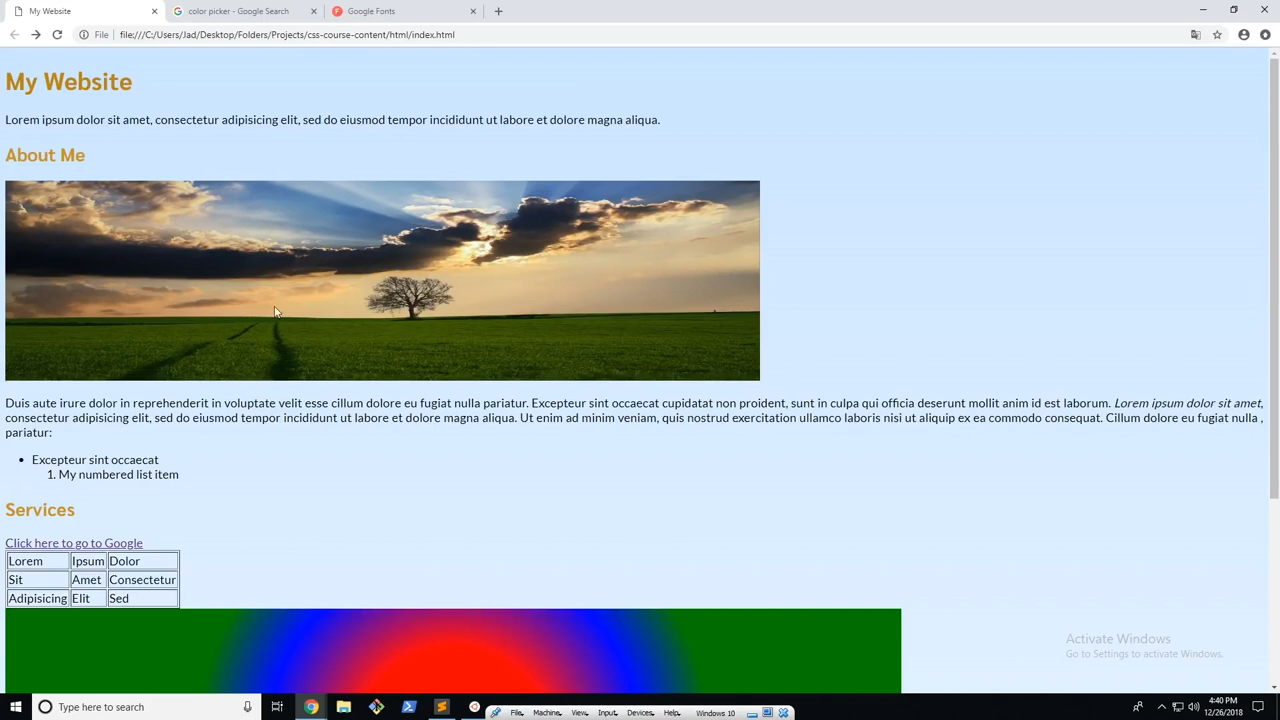 My Website
color picker - Google Search
Google Fonts
File
file:///C:/Users/Jad/Desktop/Folders/Projects/css-course-content/html/index.html
My Website
Lorem ipsum dolor sit amet, consectetur adipisicing elit, sed do eiusmod tempor incididunt ut labore et dolore magna aliqua.
About Me
Duis aute irure dolor in reprehenderit in voluptate velit esse cillum dolore eu fugiat nulla pariatur. Excepteur sint occaecat cupidatat non proident, sunt in culpa qui officia deserunt mollit anim id est laborum. Lorem ipsum dolor sit amet,
consectetur adipisicing elit, sed do eiusmod tempor incididunt ut labore et dolore magna aliqua. Ut enim ad minim veniam, quis nostrud exercitation ullamco laboris nisi ut aliquip ex ea commodo consequat. Cillum dolore eu fugiat nulla ,
pariatur:
• Excepteur sint occaecat
1. My numbered list item
Services
Click here to go to Google
Lorem Ipsum Dolor
Sit Amet Consectetur
Adipisicing Elit Sed
Activate Windows
Go to Settings to activate Windows.
Type here to search
File Machine View Input Devices Help Windows 10
4:40 PM
12/26/2018